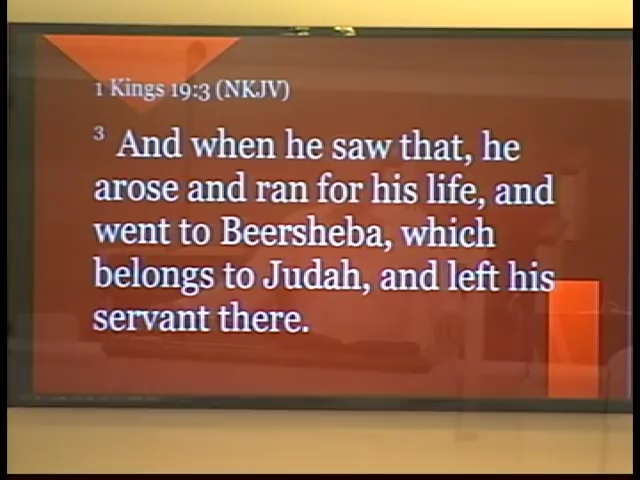 1 Kings 19:3 (NKJV)
3 And when he saw that, he
arose and ran for his life, and
went to Beersheba, which
belongs to Judah, and left his
servant there.